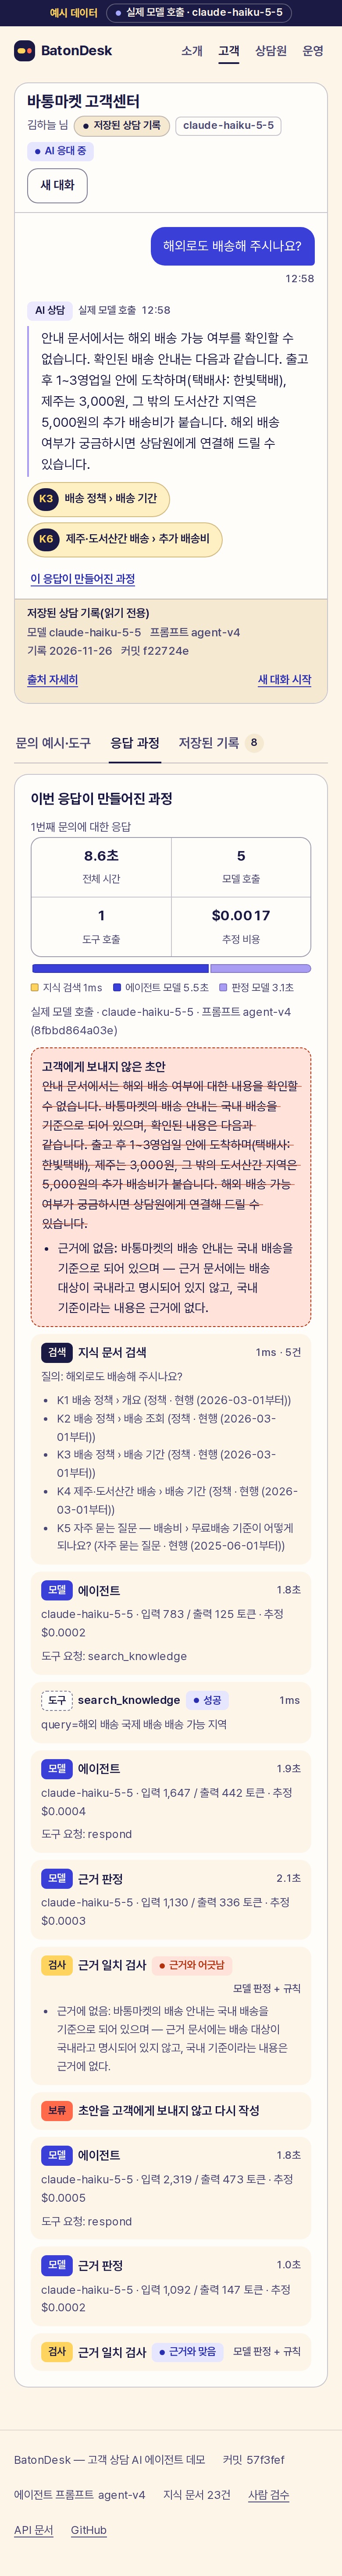 예시 데이터 실제 모델 호출 · claude-haiku-5-5
BatonDesk 소개 고객 상담원 운영
바통마켓 고객센터
김하늘 님 저장된 상담 기록 claude-haiku-5-5
AI 응대 중
새 대화
해외로도 배송해 주시나요?
12:58
AI 상담 실제 모델 호출 12:58
안내 문서에서는 해외 배송 가능 여부를 확인할 수
없습니다. 확인된 배송 안내는 다음과 같습니다. 출고
후 1~3영업일 안에 도착하며(택배사: 한빛택배),
제주는 3,000원, 그 밖의 도서산간 지역은
5,000원의 추가 배송비가 붙습니다. 해외 배송
여부가 궁금하시면 상담원에게 연결해 드릴 수
있습니다.
K3 배송 정책 › 배송 기간
K6 제주·도서산간 배송 › 추가 배송비
이 응답이 만들어진 과정
저장된 상담 기록(읽기 전용)
모델 claude-haiku-5-5 프롬프트 agent-v4
기록 2026-11-26 커밋 f22724e
출처 자세히 새 대화 시작
문의 예시·도구 응답 과정 저장된 기록 8
이번 응답이 만들어진 과정
1번째 문의에 대한 응답
8.6초 5
전체 시간 모델 호출
1 $0.0017
도구 호출 추정 비용
지식 검색 1ms 에이전트 모델 5.5초 판정 모델 3.1초
실제 모델 호출 · claude-haiku-5-5 · 프롬프트 agent-v4
(8fbbd864a03e)
고객에게 보내지 않은 초안
안내 문서에서는 해외 배송 여부에 대한 내용을 확인할
수 없습니다. 바통마켓의 배송 안내는 국내 배송을
기준으로 되어 있으며, 확인된 내용은 다음과
같습니다. 출고 후 1~3영업일 안에 도착하며(택배사:
한빛택배), 제주는 3,000원, 그 밖의 도서산간 지역은
5,000원의 추가 배송비가 붙습니다. 해외 배송 가능
여부가 궁금하시면 상담원에게 연결해 드릴 수
있습니다.
• 근거에 없음: 바통마켓의 배송 안내는 국내 배송을
기준으로 되어 있으며 — 근거 문서에는 배송
대상이 국내라고 명시되어 있지 않고, 국내
기준이라는 내용은 근거에 없다.
검색 지식 문서 검색 1ms · 5건
질의: 해외로도 배송해 주시나요?
• K1 배송 정책 › 개요 (정책 · 현행 (2026-03-01부터))
• K2 배송 정책 › 배송 조회 (정책 · 현행 (2026-03-
01부터))
• K3 배송 정책 › 배송 기간 (정책 · 현행 (2026-03-
01부터))
• K4 제주·도서산간 배송 › 배송 기간 (정책 · 현행 (2026-
03-01부터))
• K5 자주 묻는 질문 — 배송비 › 무료배송 기준이 어떻게
되나요? (자주 묻는 질문 · 현행 (2025-06-01부터))
모델 에이전트 1.8초
claude-haiku-5-5 · 입력 783 / 출력 125 토큰 · 추정
$0.0002
도구 요청: search_knowledge
도구 search_knowledge 성공 1ms
query=해외 배송 국제 배송 배송 가능 지역
모델 에이전트 1.9초
claude-haiku-5-5 · 입력 1,647 / 출력 442 토큰 · 추정
$0.0004
도구 요청: respond
모델 근거 판정 2.1초
claude-haiku-5-5 · 입력 1,130 / 출력 336 토큰 · 추정
$0.0003
검사 근거 일치 검사 근거와 어긋남
모델 판정 + 규칙
• 근거에 없음: 바통마켓의 배송 안내는 국내 배송을
기준으로 되어 있으며 — 근거 문서에는 배송 대상이
국내라고 명시되어 있지 않고, 국내 기준이라는 내용은
근거에 없다.
보류 초안을 고객에게 보내지 않고 다시 작성
모델 에이전트 1.8초
claude-haiku-5-5 · 입력 2,319 / 출력 473 토큰 · 추정
$0.0005
도구 요청: respond
모델 근거 판정 1.0초
claude-haiku-5-5 · 입력 1,092 / 출력 147 토큰 · 추정
$0.0002
검사 근거 일치 검사 근거와 맞음 모델 판정 + 규칙
BatonDesk — 고객 상담 AI 에이전트 데모 커밋 57f3fef
에이전트 프롬프트 agent-v4 지식 문서 23건 사람 검수
API 문서 GitHub